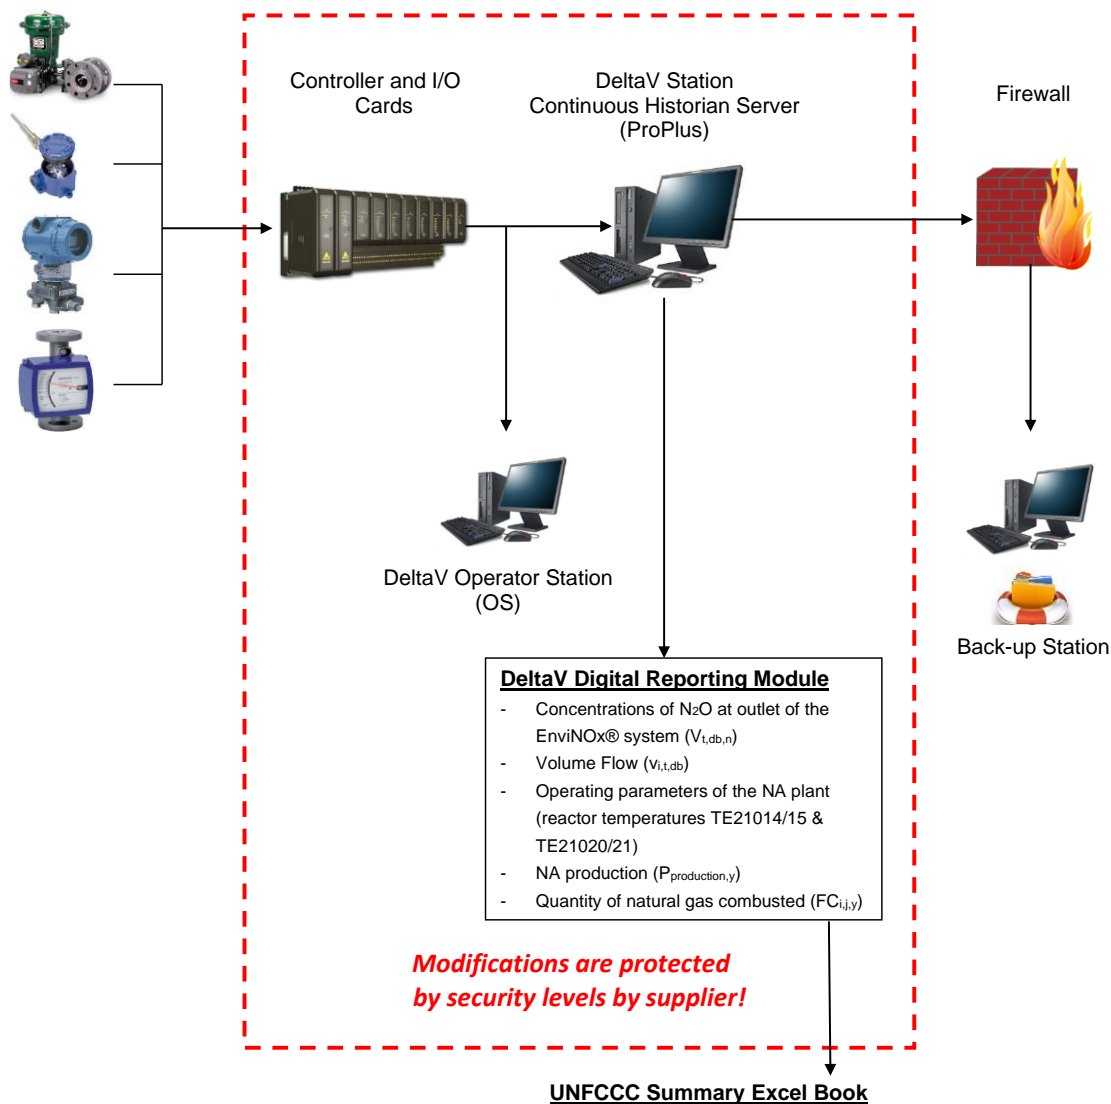 Controller and I/O
Cards
DeltaV Station
Continuous Historian Server
(ProPlus)
Firewall
DeltaV Operator Station
(OS)
Back-up Station
DeltaV Digital Reporting Module
- Concentrations of N2O at outlet of the
EnviNOx® system (Vt,db,n)
- Volume Flow (vi,t,db)
- Operating parameters of the NA plant
(reactor temperatures TE21014/15 &
TE21020/21)
- NA production (Pproduction,y)
- Quantity of natural gas combusted (FCi,j,y)
Modifications are protected
by security levels by supplier!
UNFCCC Summary Excel Book